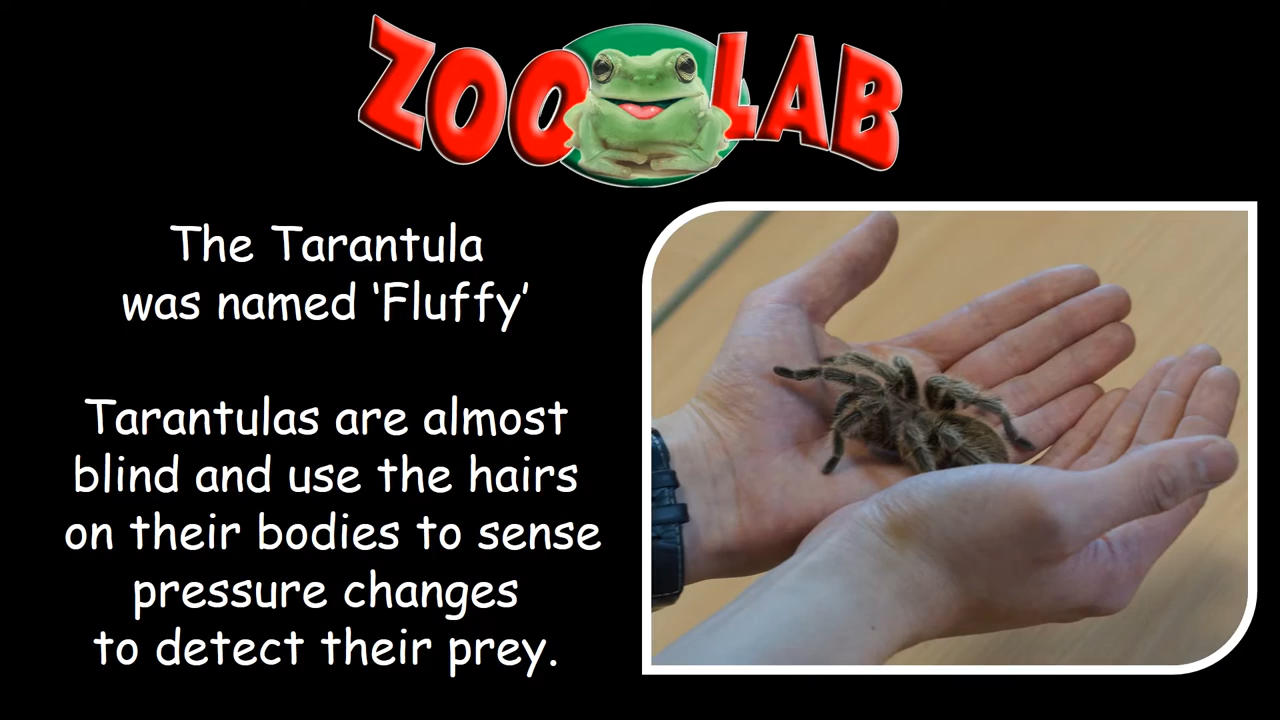 ZOO LAB
The Tarantula
was named ‘Fluffy’
Tarantulas are almost
blind and use the hairs
on their bodies to sense
pressure changes
to detect their prey.